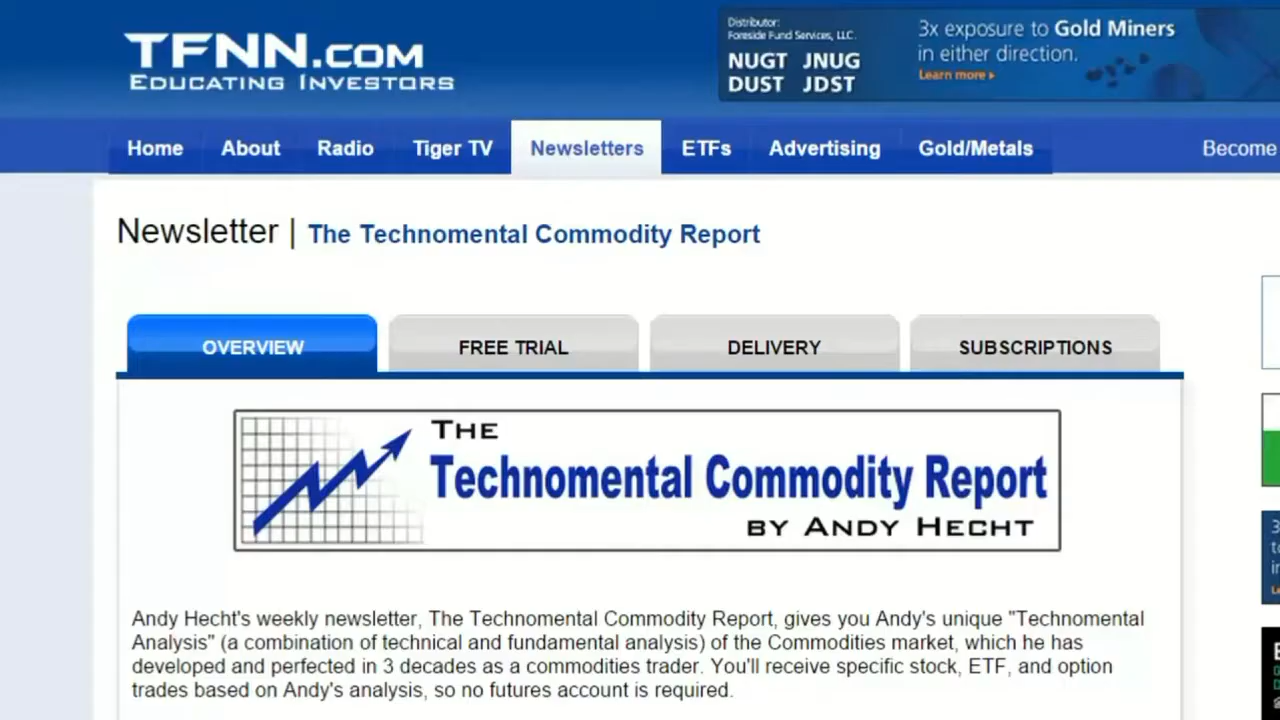 TFNN.COM
EDUCATING INVESTORS
Distributor:
Foreside Fund Services, LLC.
NUGT JNUG
DUST JDST
3x exposure to Gold Miners
in either direction.
Learn more
Home About Radio Tiger TV Newsletters ETFs Advertising Gold/Metals Become
Newsletter | The Technomental Commodity Report
OVERVIEW FREE TRIAL DELIVERY SUBSCRIPTIONS
THE
Technomental Commodity Report
BY ANDY HECHT
Andy Hecht's weekly newsletter, The Technomental Commodity Report, gives you Andy's unique "Technomental
Analysis" (a combination of technical and fundamental analysis) of the Commodities market, which he has
developed and perfected in 3 decades as a commodities trader. You'll receive specific stock, ETF, and option
trades based on Andy's analysis, so no futures account is required.